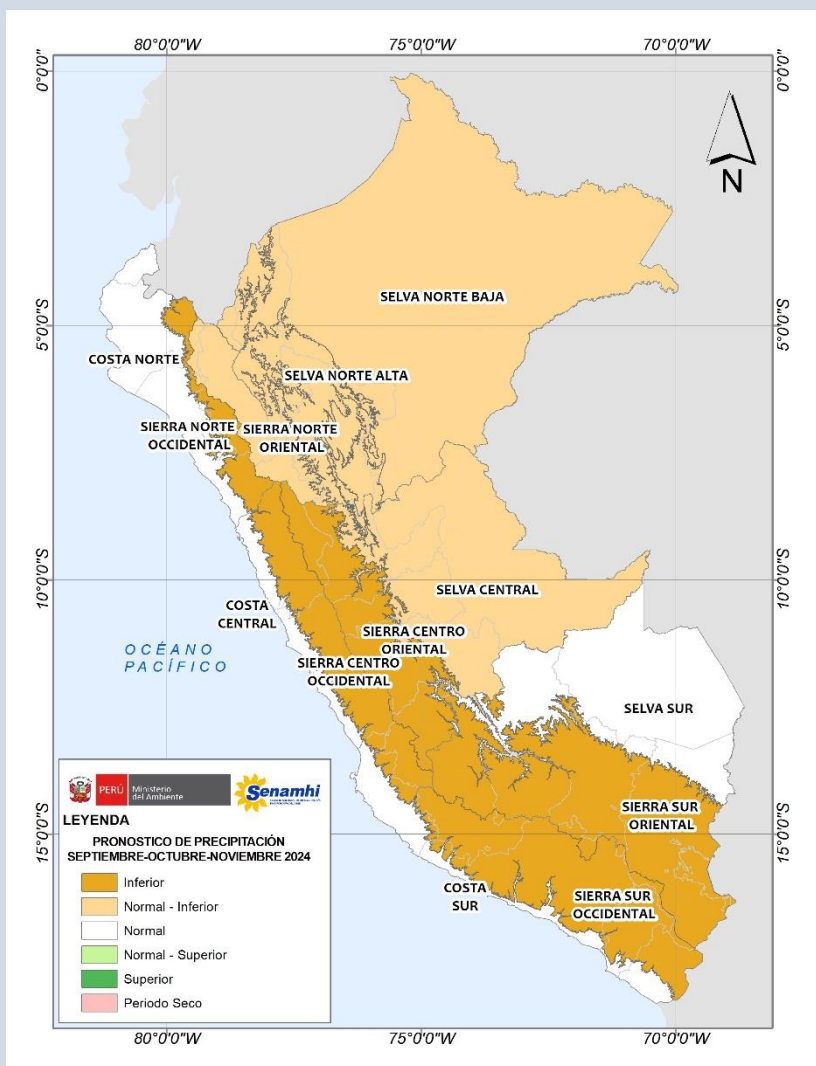 80°0'0"W
75°0'0"W
70°0'0"W
0°0'0"
0°0'0"
N
SELVA NORTE BAJA
5°0'0"S
5°0'0"S
COSTA NORTE
SELVA NORTE ALTA
SIERRA NORTE
OCCIDENTAL
SIERRA NORTE
ORIENTAL
10°0'0"S
10°0'0"S
SELVA CENTRAL
COSTA
CENTRAL
SIERRA CENTRO
ORIENTAL
OCÉANO
PACÍFICO
SIERRA CENTRO
OCCIDENTAL
SELVA SUR
PERÚ
Ministerio
del Ambiente
Senamhi
LEYENDA
PRONOSTICO DE PRECIPITACIÓN
SEPTIEMBRE-OCTUBRE-NOVIEMBRE 2024
Inferior
Normal - Inferior
Normal
Normal - Superior
Superior
Periodo Seco
SIERRA SUR
ORIENTAL
15°0'0"S
15°0'0"S
COSTA
SUR
SIERRA SUR
OCCIDENTAL
80°0'0"W
75°0'0"W
70°0'0"W